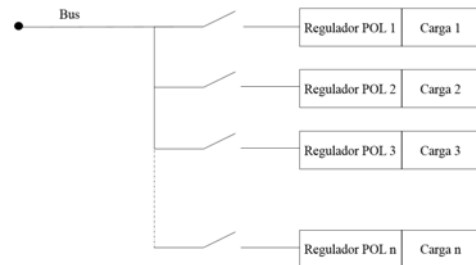 Bus
Regulador POL 1 Carga 1
Regulador POL 2 Carga 2
Regulador POL 3 Carga 3
Regulador POL n Carga n